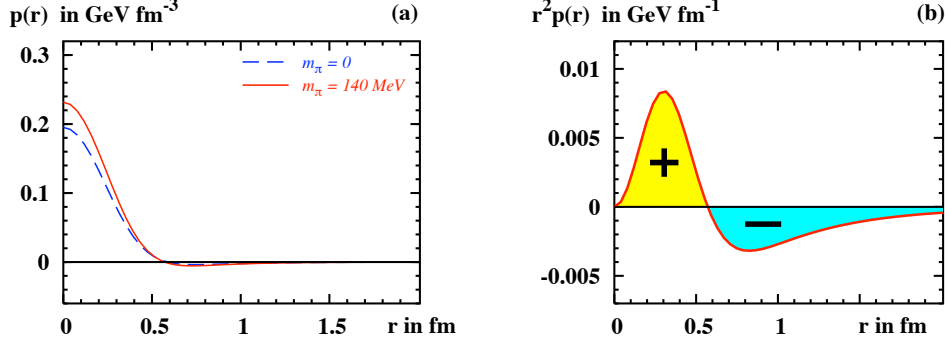 p(r) in GeV fm⁻³ (a)
0.3
0.2
0.1
0
m_π = 0
m_π = 140 MeV
0 0.5 1 1.5 r in fm
r²p(r) in GeV fm⁻¹ (b)
0.01
0.005
0
-0.005
+
−
0 0.5 1 r in fm